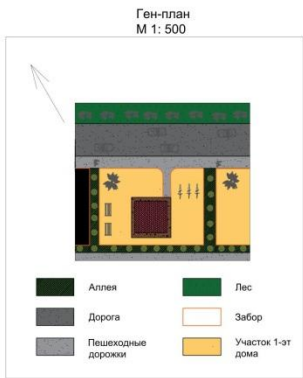 Ген-план
М 1: 500
Аллея
Лес
Дорога
Забор
Пешеходные
дорожки
Участок 1-эт
дома